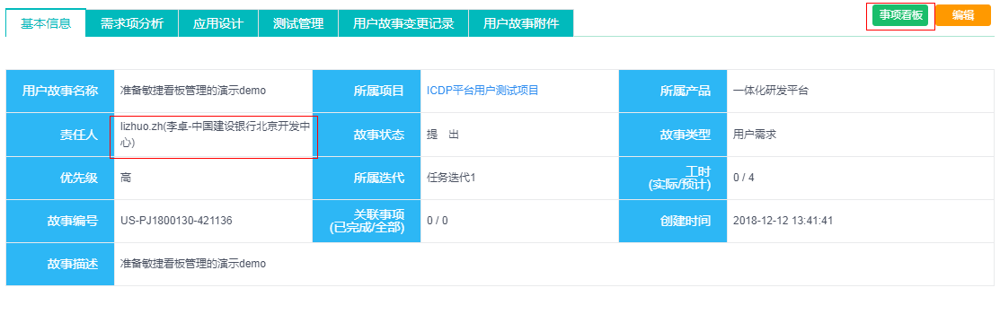 基本信息 需求项分析 应用设计 测试管理 用户故事变更记录 用户故事附件 事项看板 编辑
用户故事名称 准备敏捷看板管理的演示demo 所属项目 ICDP平台用户测试项目 所属产品 一体化研发平台
责任人 lizhuo.zh(李卓-中国建设银行北京开发中
心) 故事状态 提 出 故事类型 用户需求
优先级 高 所属迭代 任务迭代1 工时
(实际/预计) 0 / 4
故事编号 US-PJ1800130-421136 关联事项
(已完成/全部) 0 / 0 创建时间 2018-12-12 13:41:41
故事描述 准备敏捷看板管理的演示demo